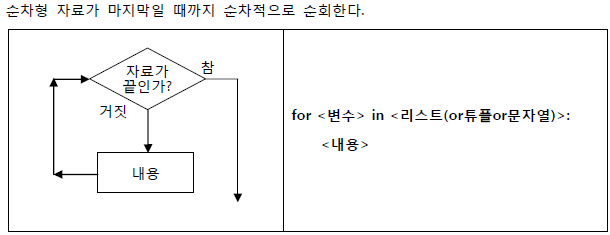 순차형 자료가 마지막일 때까지 순차적으로 순회한다.
자료가
끝인가?
참
거짓
내용
for <변수> in <리스트(or튜플or문자열)>:
<내용>